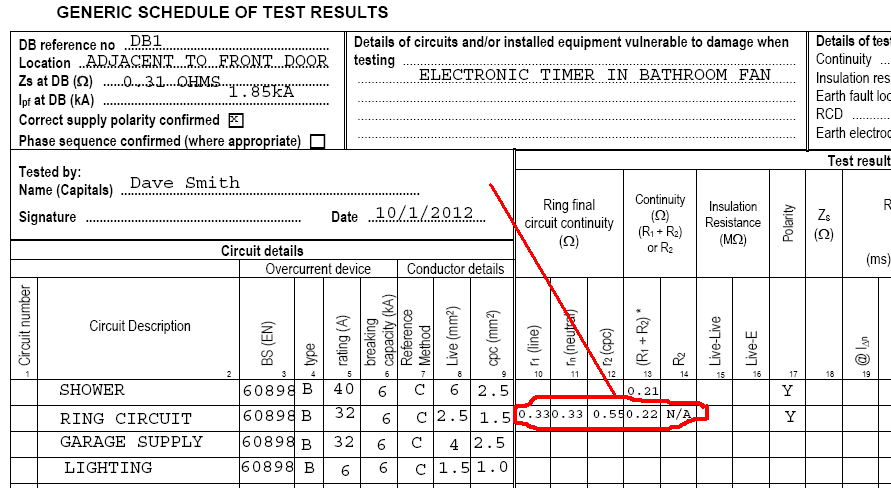 GENERIC SCHEDULE OF TEST RESULTS
DB reference no DB1
Location ADJACENT TO FRONT DOOR
Zs at DB (Ω) 0.31 OHMS
Ipf at DB (kA) 1.85kA
Correct supply polarity confirmed x
Phase sequence confirmed (where appropriate)
Details of circuits and/or installed equipment vulnerable to damage when
testing
ELECTRONIC TIMER IN BATHROOM FAN
Details of test
Continuity
Insulation res
Earth fault loo
RCD
Earth electrod
Tested by:
Name (Capitals) Dave Smith
Signature Date 10/1/2012
Test result
Circuit details
Overcurrent device Conductor details
Ring final
circuit continuity
(Ω)
Continuity
(Ω)
(R1 + R2)
or R2
Insulation
Resistance
(MΩ)
Polarity
Zs
(Ω)
R
(ms)
Circuit number
1
Circuit Description
2
BS (EN)
3
type
4
rating (A)
5
breaking
capacity (kA)
6
Reference
Method
7
Live (mm²)
8
cpc (mm²)
9
r1 (line)
10
rn (neutral)
11
r2 (cpc)
12
(R1 + R2) *
13
R2
14
Live-Live
15
Live-E
16
17
18
@ I∆n
19
SHOWER 60898 B 40 6 C 6 2.5 0.21 Y
RING CIRCUIT 60898 B 32 6 C 2.5 1.5 0.33 0.33 0.55 0.22 N/A Y
GARAGE SUPPLY 60898 B 32 6 C 4 2.5
LIGHTING 60898 B 6 6 C 1.5 1.0